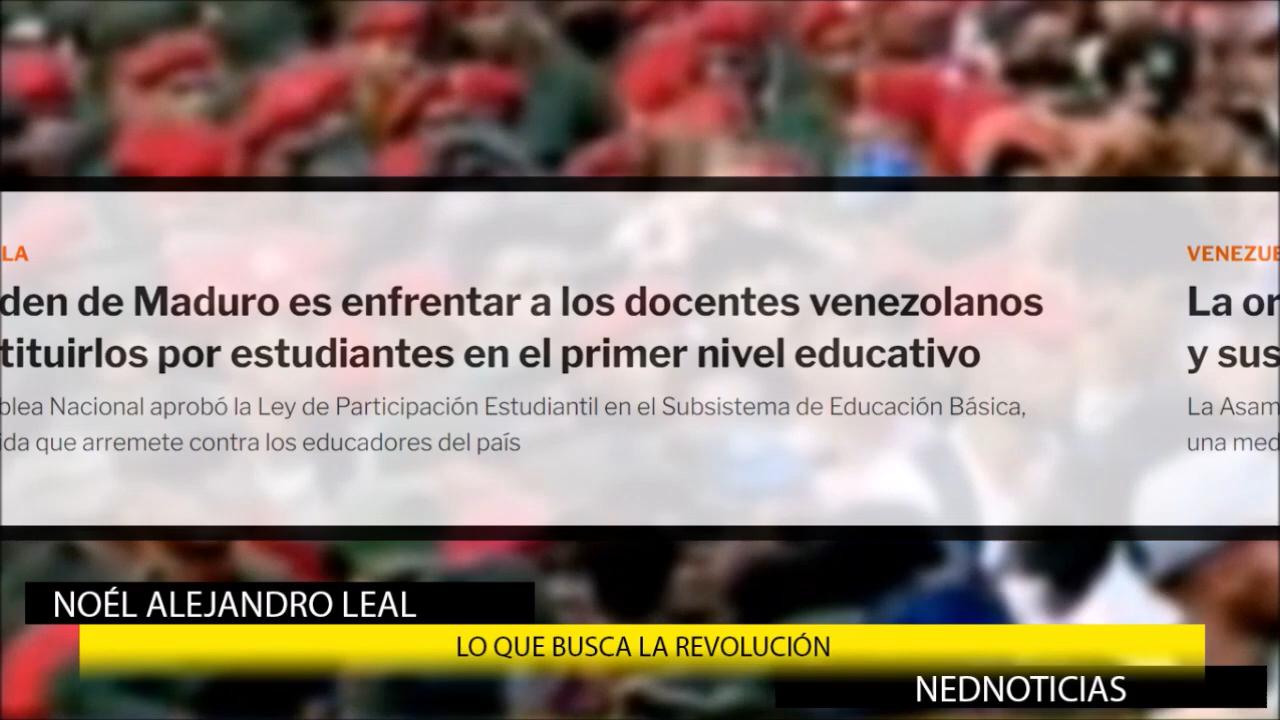 LA
den de Maduro es enfrentar a los docentes venezolanos
tituirlos por estudiantes en el primer nivel educativo
blea Nacional aprobó la Ley de Participación Estudiantil en el Subsistema de Educación Básica,
ida que arremete contra los educadores del país
VENEZUE
La or
y sus
La Asam
una med
NOÉL ALEJANDRO LEAL
LO QUE BUSCA LA REVOLUCIÓN
NEDNOTICIAS